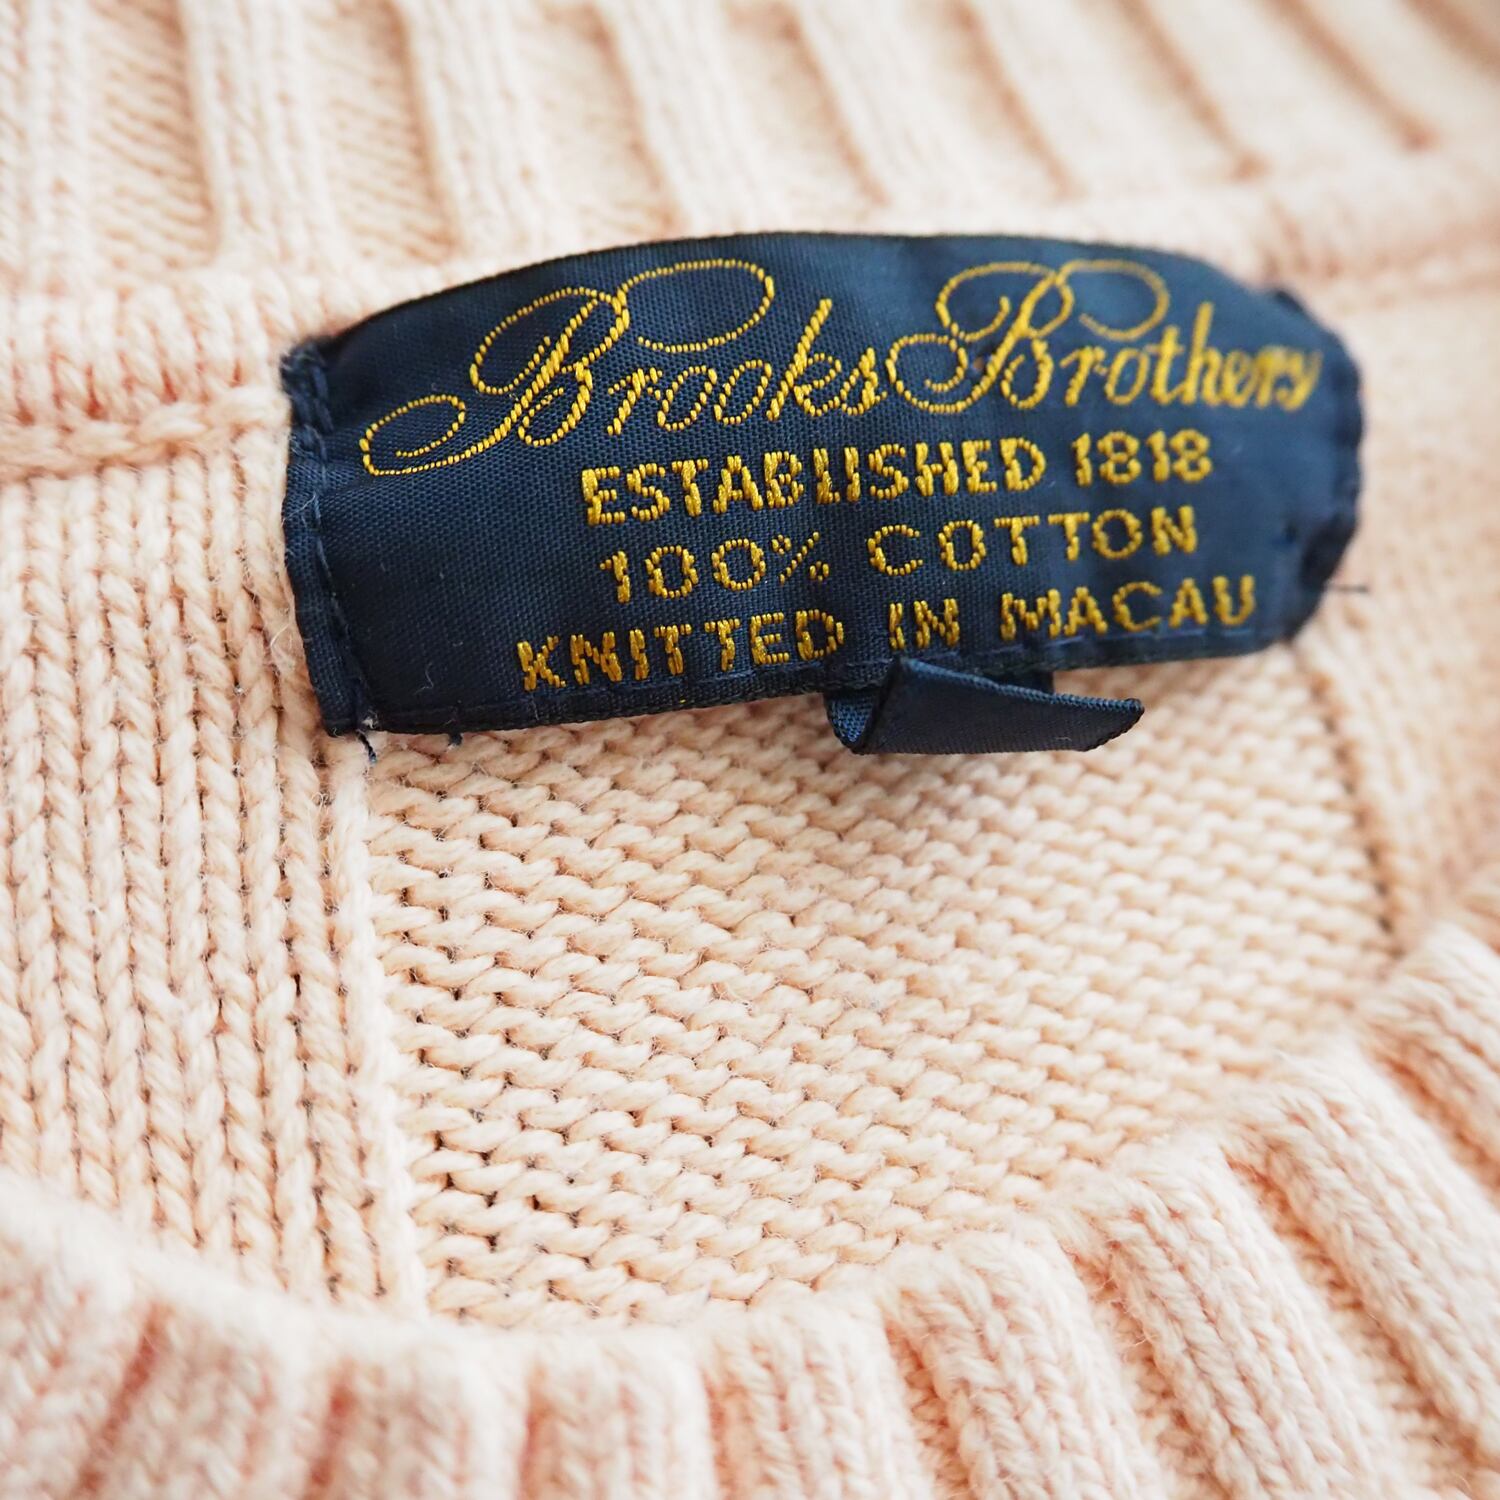 Brooks Brothers
ESTABLISHED 1818
100% COTTON
KNITTED IN MACAU